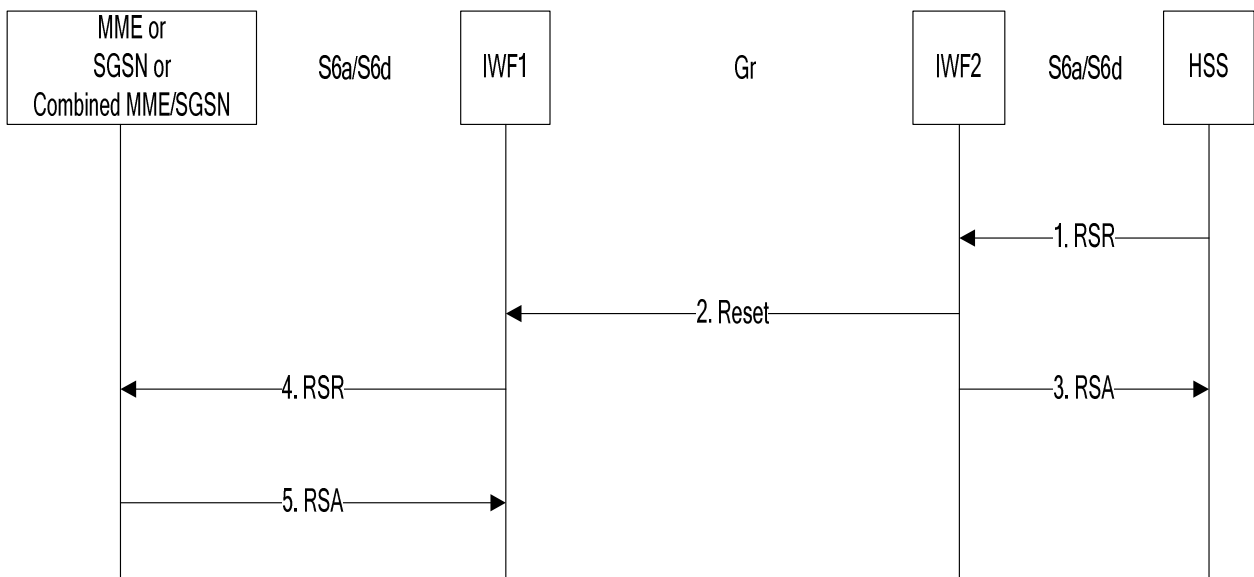 MME or
SGSN or
Combined MME/SGSN
S6a/S6d
IWF1
Gr
IWF2
S6a/S6d
HSS
1. RSR
2. Reset
4. RSR
3. RSA
5. RSA